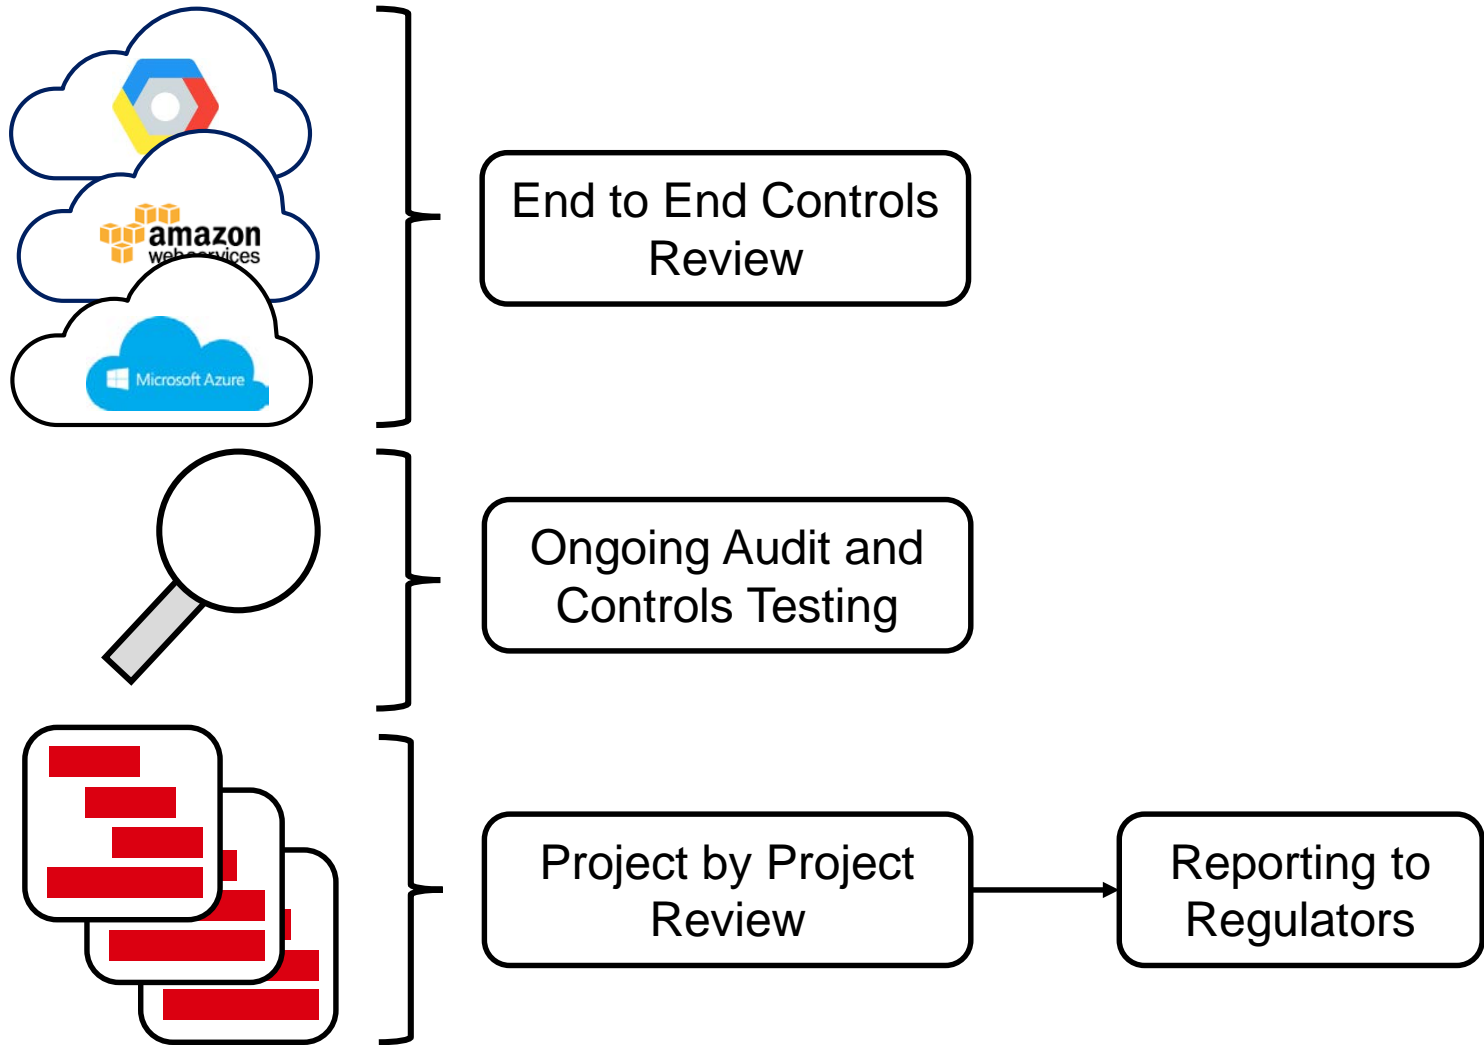 amazon
webservices
Microsoft Azure
End to End Controls
Review
Ongoing Audit and
Controls Testing
Project by Project
Review
Reporting to
Regulators